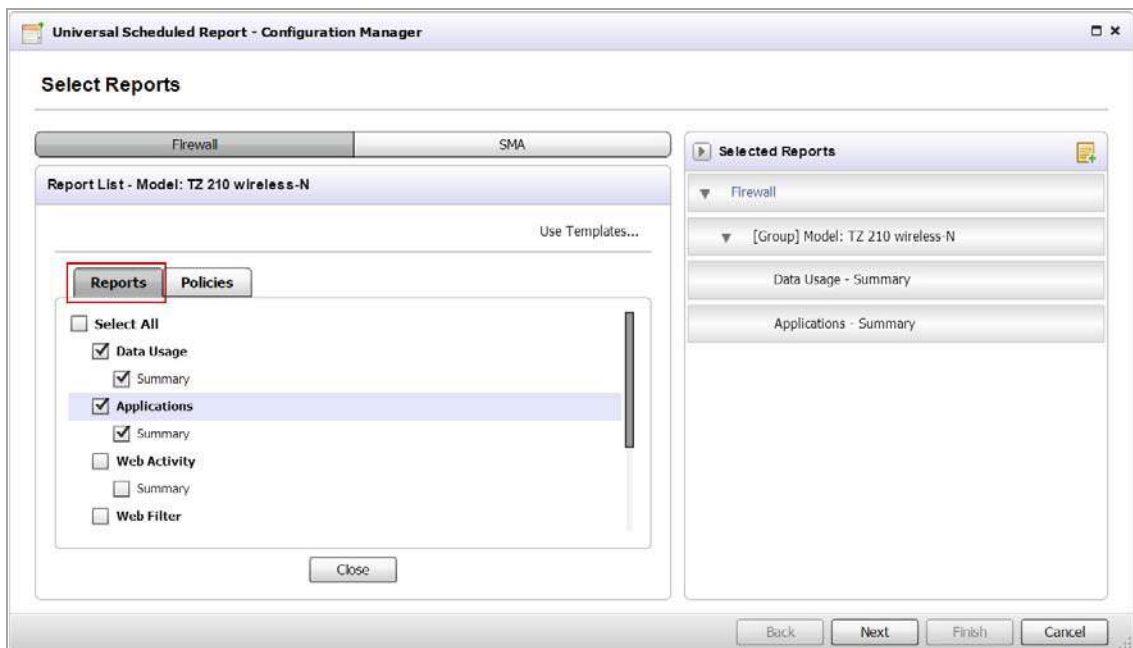 Universal Scheduled Report - Configuration Manager
Select Reports
Firewall
SMA
Report List - Model: TZ 210 wireless-N
Use Templates...
Reports
Policies
Select All
Data Usage
Summary
Applications
Summary
Web Activity
Summary
Web Filter
Close
Selected Reports
Firewall
[Group] Model: TZ 210 wireless-N
Data Usage - Summary
Applications - Summary
Back
Next
Finish
Cancel